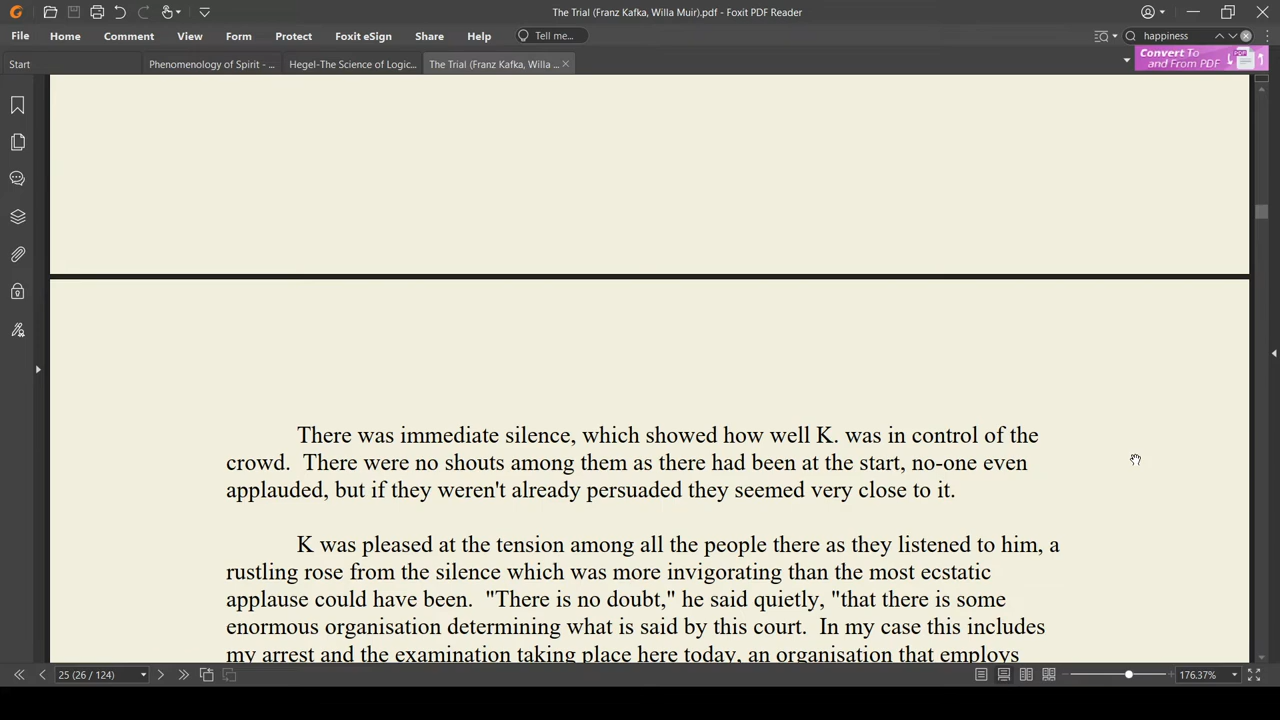 The Trial (Franz Kafka, Willa Muir).pdf - Foxit PDF Reader
File Home Comment View Form Protect Foxit eSign Share Help Tell me... happiness
Start Phenomenology of Spirit - ... Hegel-The Science of Logic... The Trial (Franz Kafka, Willa ... Convert To
and From PDF
PDF
There was immediate silence, which showed how well K. was in control of the
crowd.  There were no shouts among them as there had been at the start, no-one even
applauded, but if they weren't already persuaded they seemed very close to it.
K was pleased at the tension among all the people there as they listened to him, a
rustling rose from the silence which was more invigorating than the most ecstatic
applause could have been.  "There is no doubt," he said quietly, "that there is some
enormous organisation determining what is said by this court.  In my case this includes
my arrest and the examination taking place here today, an organisation that employs
25 (26 / 124) 176.37%